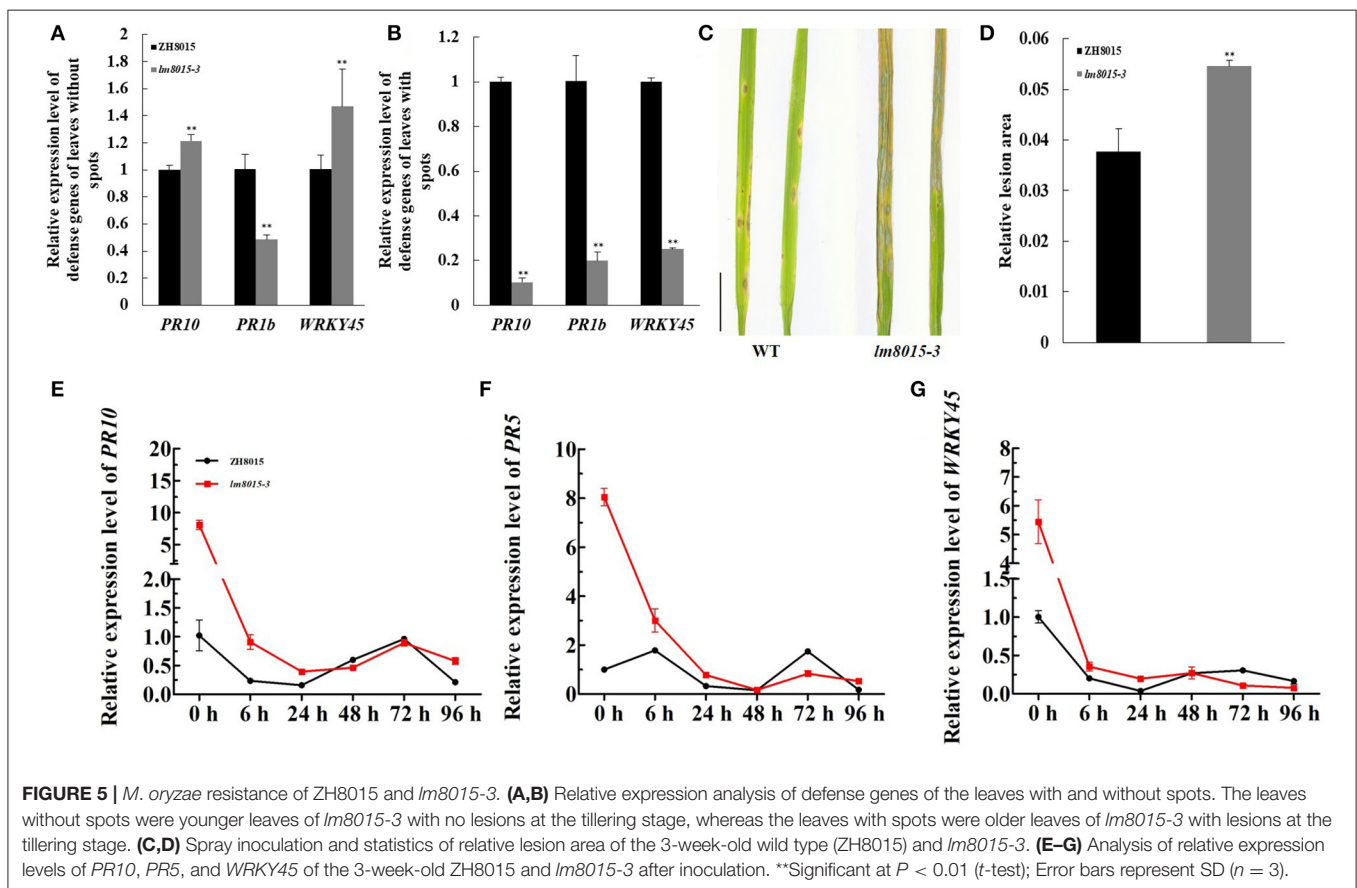 A
Relative expression level of
defense genes of leaves without
spots
2
1.8
1.6
1.4
1.2
1
0.8
0.6
0.4
0.2
0
ZH8015
lm8015-3
**
**
**
PR10 PR1b WRKY45
B
Relative expression level of
defense genes of leaves with
spots
1.2
1
0.8
0.6
0.4
0.2
0
**
**
**
PR10 PR1b WRKY45
C
WT lm8015-3
D
Relative lesion area
0.06
0.05
0.04
0.03
0.02
0.01
0
ZH8015
lm8015-3
**
E
Relative expression level of PR10
20
15
10
5
2.0
1.5
1.0
0.5
0.0
ZH8015
lm8015-3
0 h 6 h 24 h 48 h 72 h 96 h
F
Relative expression level of PR5
10
8
6
4
2
0
0 h 6 h 24 h 48 h 72 h 96 h
G
Relative expression level of WRKY45
8
7
6
5
4
1.5
1.0
0.5
0.0
0 h 6 h 24 h 48 h 72 h 96 h
FIGURE 5 | M. oryzae resistance of ZH8015 and lm8015-3. (A,B) Relative expression analysis of defense genes of the leaves with and without spots. The leaves
without spots were younger leaves of lm8015-3 with no lesions at the tillering stage, whereas the leaves with spots were older leaves of lm8015-3 with lesions at the
tillering stage. (C,D) Spray inoculation and statistics of relative lesion area of the 3-week-old wild type (ZH8015) and lm8015-3. (E–G) Analysis of relative expression
levels of PR10, PR5, and WRKY45 of the 3-week-old ZH8015 and lm8015-3 after inoculation. **Significant at P < 0.01 (t-test); Error bars represent SD (n = 3).